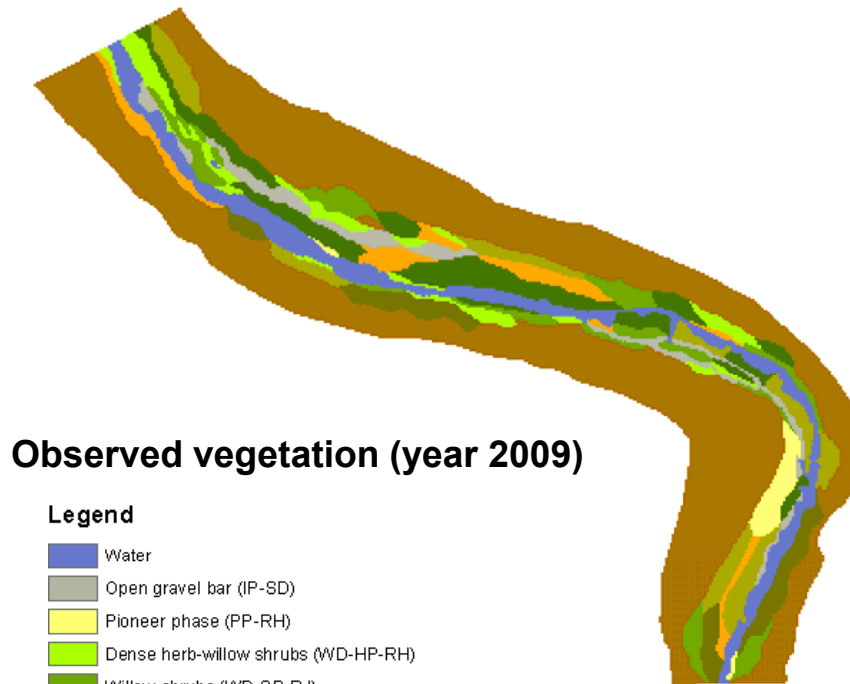 Observed vegetation (year 2009)
Legend
Water
Open gravel bar (IP-SD)
Pioneer phase (PP-RH)
Dense herb-willow shrubs (WD-HP-RH)